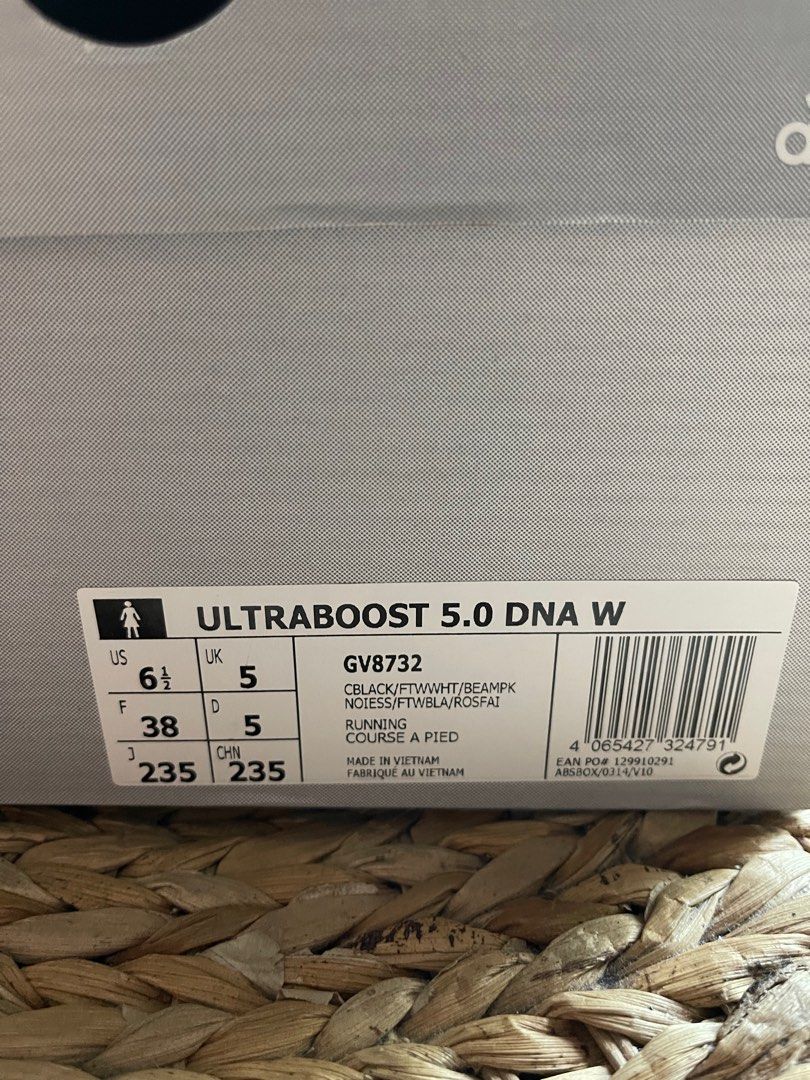 ULTRABOOST 5.0 DNA W
US 6½ UK 5
F 38 D 5
J 235 CHN 235
GV8732
CBLACK/FTWWHT/BEAMPK
NOIESS/FTWBLA/ROSFAI
RUNNING
COURSE A PIED
MADE IN VIETNAM
FABRIQUÉ AU VIETNAM
4 065427 324791
EAN PO# 129910291
ABSBOX/0314/V10